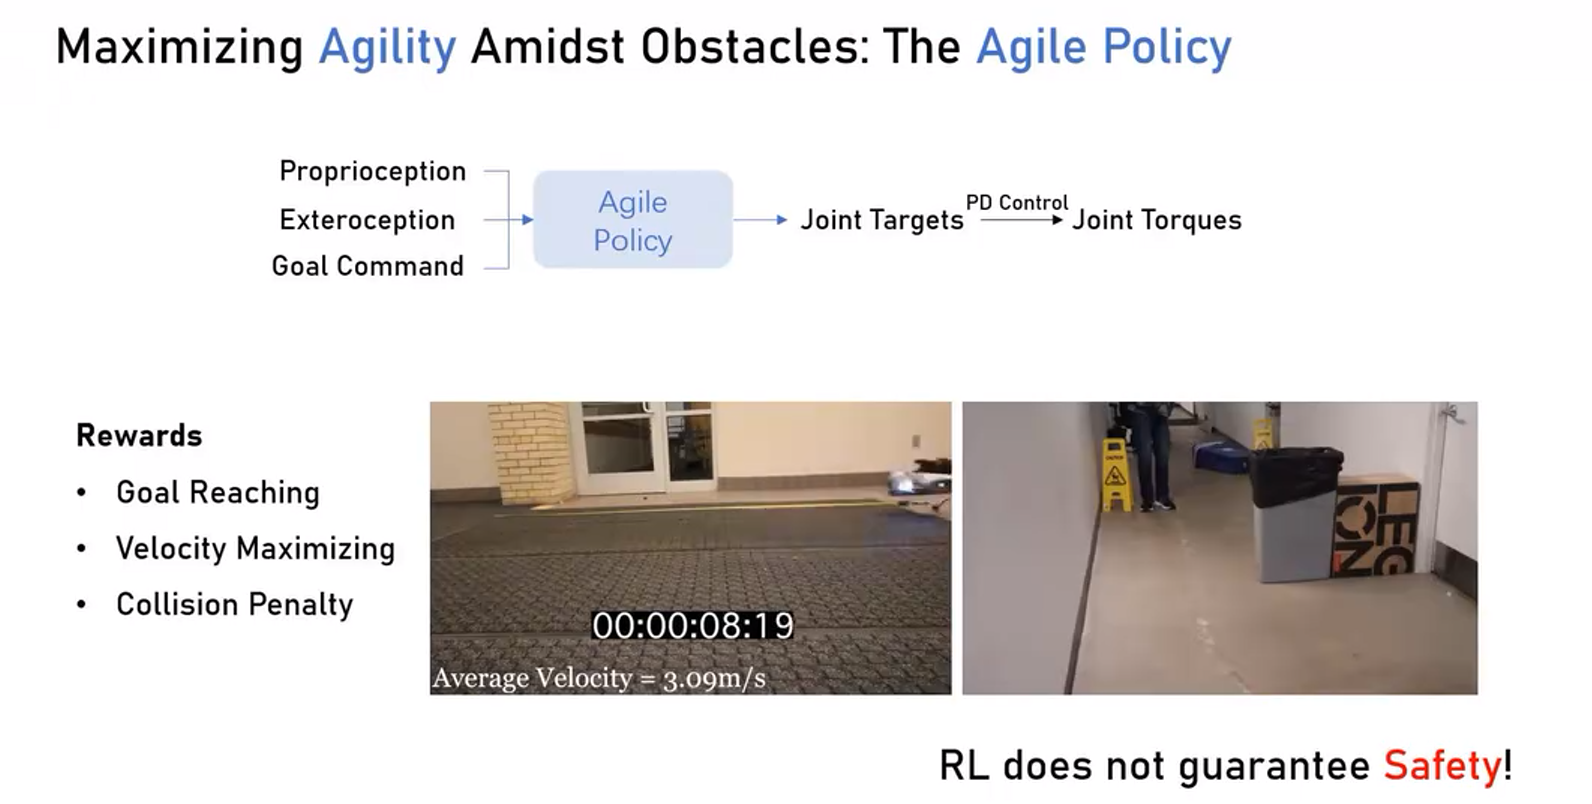 Maximizing Agility Amidst Obstacles: The Agile Policy
Proprioception
Exteroception
Goal Command
Agile
Policy
Joint Targets
PD Control
Joint Torques
Rewards
• Goal Reaching
• Velocity Maximizing
• Collision Penalty
00:00:08:19
Average Velocity = 3.09m/s
CAUTION
LEG
ION
RL does not guarantee Safety!